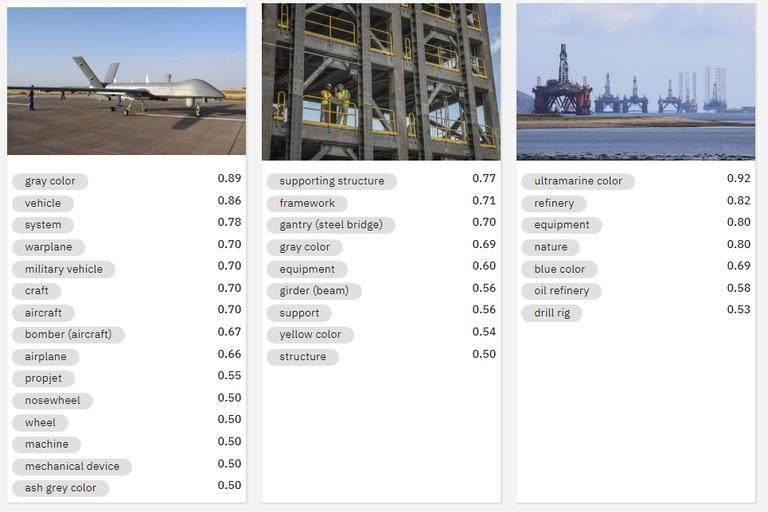 gray color 0.89
vehicle 0.86
system 0.78
warplane 0.70
military vehicle 0.70
craft 0.70
aircraft 0.70
bomber (aircraft) 0.67
airplane 0.66
propjet 0.55
nosewheel 0.50
wheel 0.50
machine 0.50
mechanical device 0.50
ash grey color 0.50
supporting structure 0.77
framework 0.71
gantry (steel bridge) 0.70
gray color 0.69
equipment 0.60
girder (beam) 0.56
support 0.56
yellow color 0.54
structure 0.50
ultramarine color 0.92
refinery 0.82
equipment 0.80
nature 0.80
blue color 0.69
oil refinery 0.58
drill rig 0.53